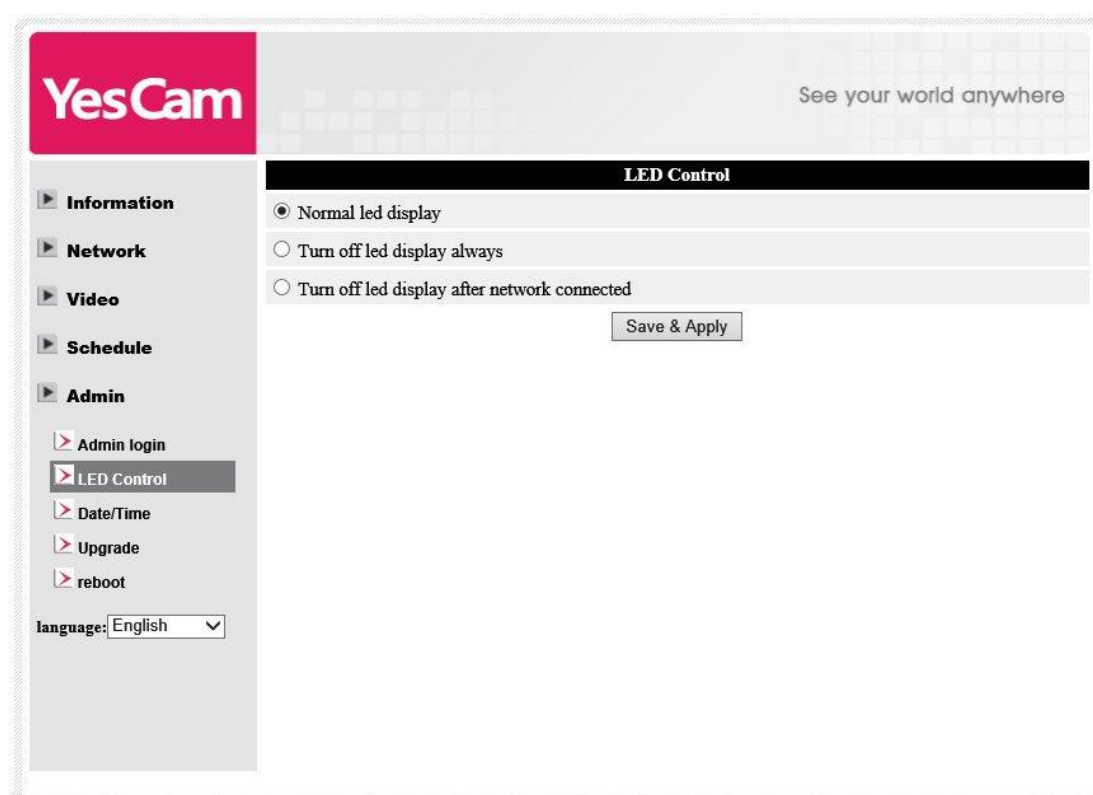 YesCam
See your world anywhere
Information
Network
Video
Schedule
Admin
Admin login
LED Control
Date/Time
Upgrade
reboot
language: English
LED Control
Normal led display
Turn off led display always
Turn off led display after network connected
Save & Apply